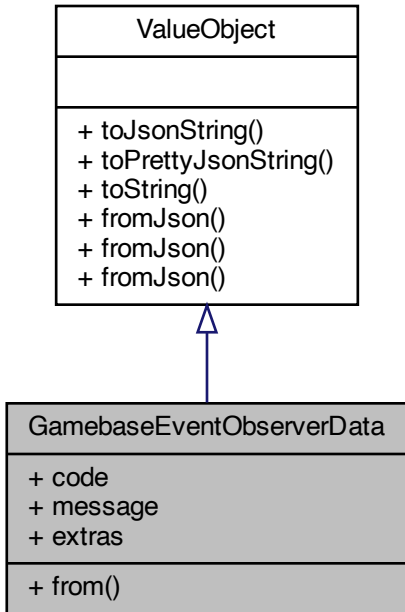 ValueObject
+ toJsonString()
+ toPrettyJsonString()
+ toString()
+ fromJson()
+ fromJson()
+ fromJson()
GamebaseEventObserverData
+ code
+ message
+ extras
+ from()